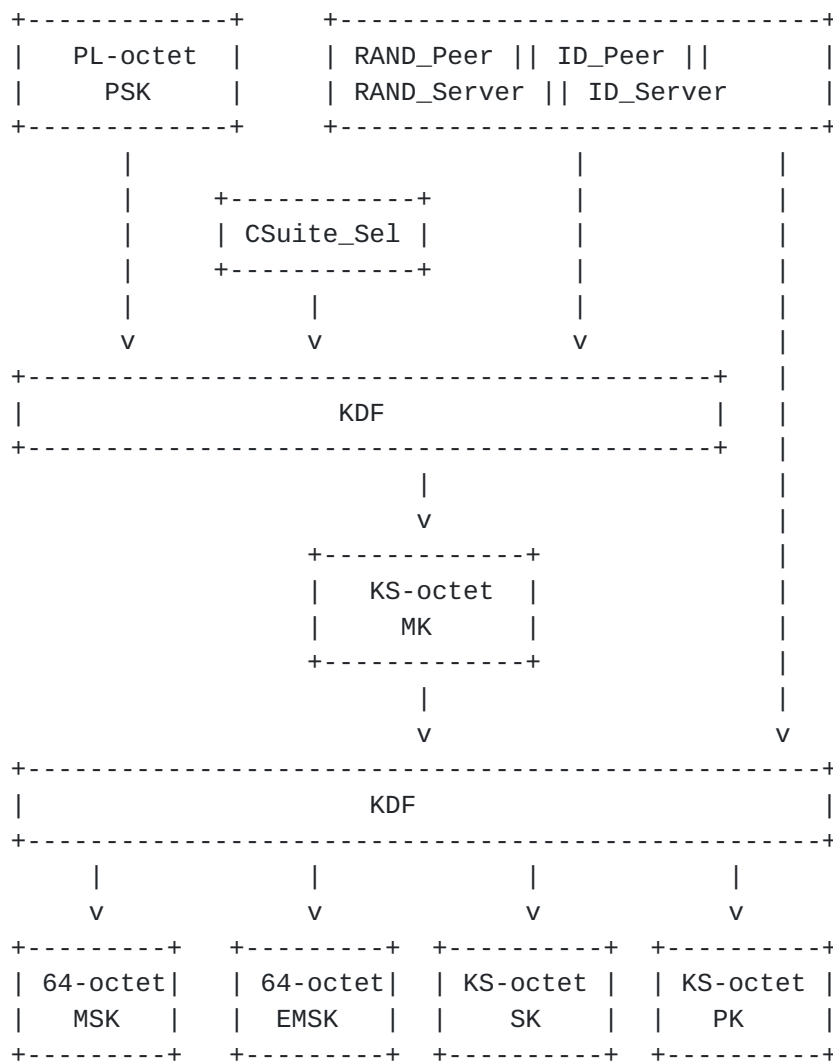 +-------------+     +-------------------------------+
|   PL-octet  |     | RAND_Peer || ID_Peer ||       |
|     PSK     |     | RAND_Server || ID_Server      |
+-------------+     +-------------------------------+
       |                            |            |
       |     +------------+         |            |
       |     | CSuite_Sel |         |            |
       |     +------------+         |            |
       |           |                |            |
       v           v                v            |
+--------------------------------------------+   |
|                    KDF                     |   |
+--------------------------------------------+   |
                          |                      |
                          v                      |
                   +-------------+               |
                   |   KS-octet  |               |
                   |     MK      |               |
                   +-------------+               |
                          |                      |
                          v                      v
+---------------------------------------------------+
|                      KDF                          |
+---------------------------------------------------+
     |             |             |            |
     v             v             v            v
+---------+   +---------+  +----------+  +----------+
| 64-octet|   | 64-octet|  | KS-octet |  | KS-octet |
|   MSK   |   |  EMSK   |  |    SK    |  |   PK     |
+---------+   +---------+  +----------+  +----------+